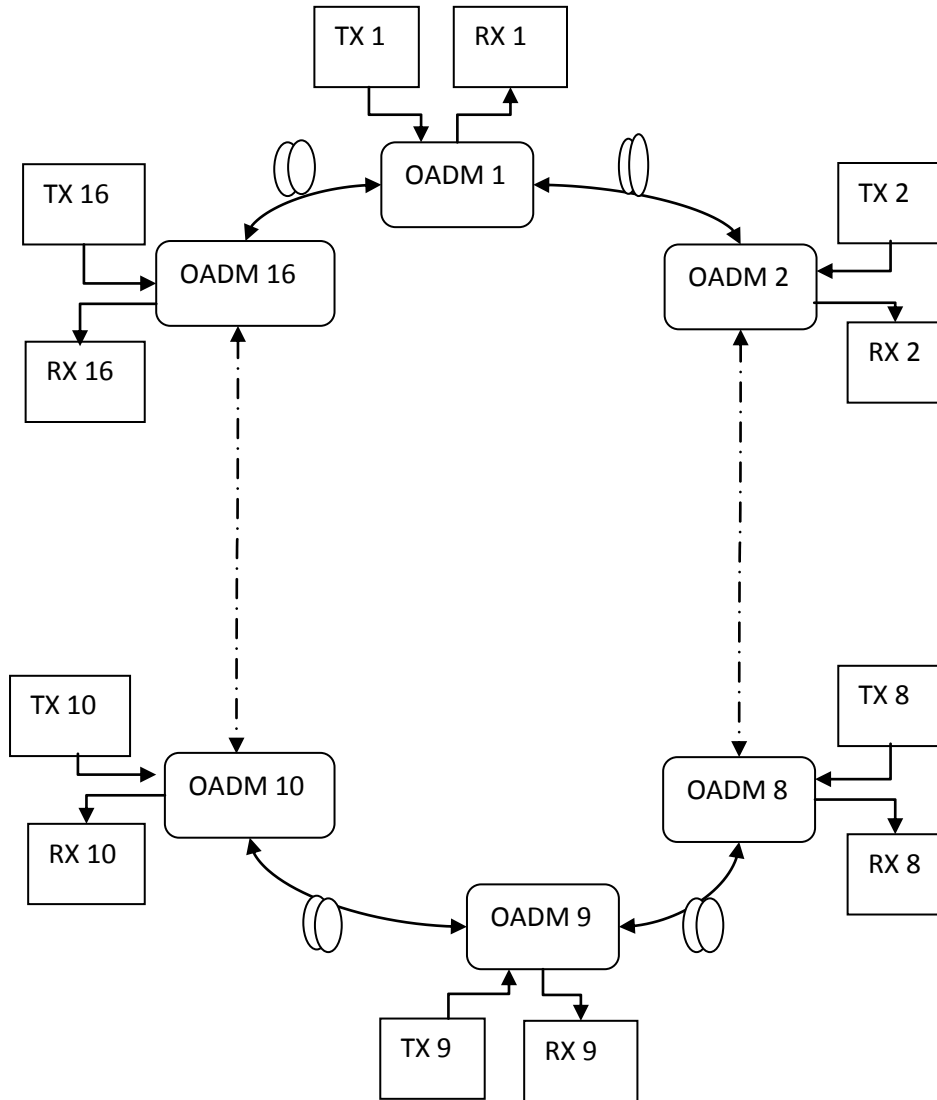 TX 1
RX 1
OADM 1
TX 16
TX 2
OADM 16
OADM 2
RX 16
RX 2
TX 10
TX 8
OADM 10
OADM 8
RX 10
RX 8
OADM 9
TX 9
RX 9